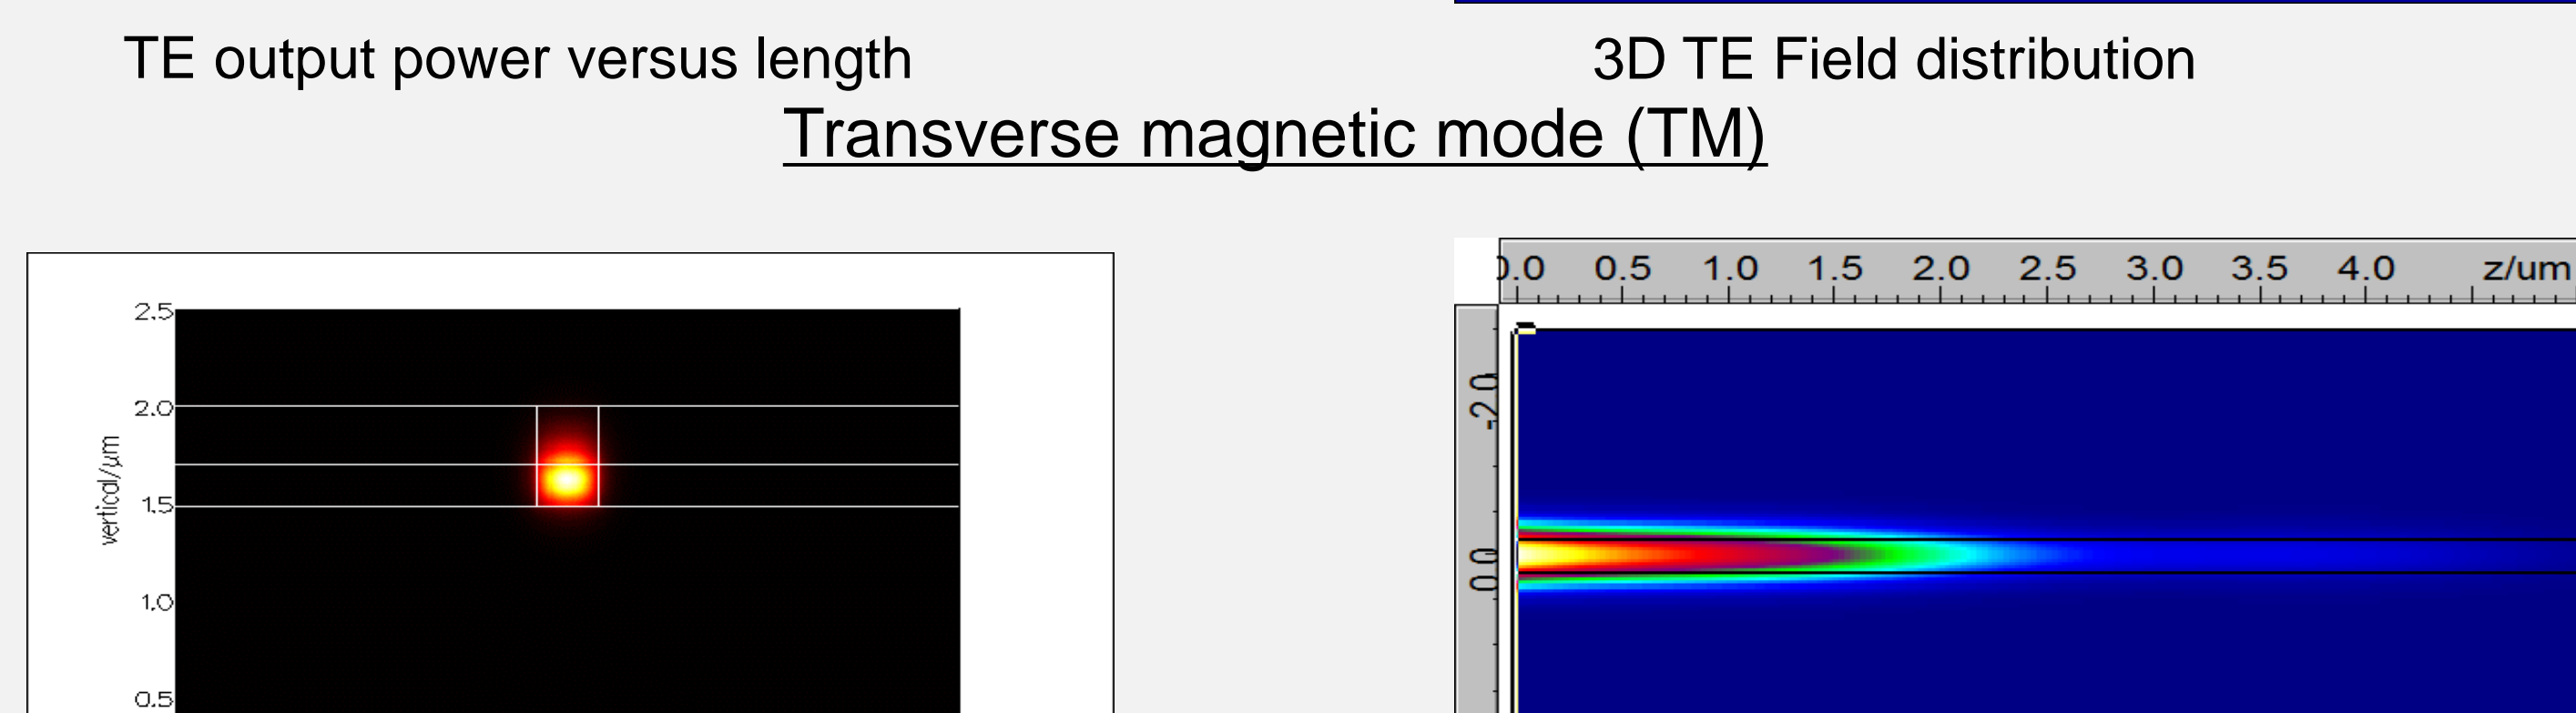 TE output power versus length
3D TE Field distribution
Transverse magnetic mode (TM)
2.5
2.0
1.5
1.0
0.5
vertical/μm
0.0 0.5 1.0 1.5 2.0 2.5 3.0 3.5 4.0 z/um
-2.0
0.0